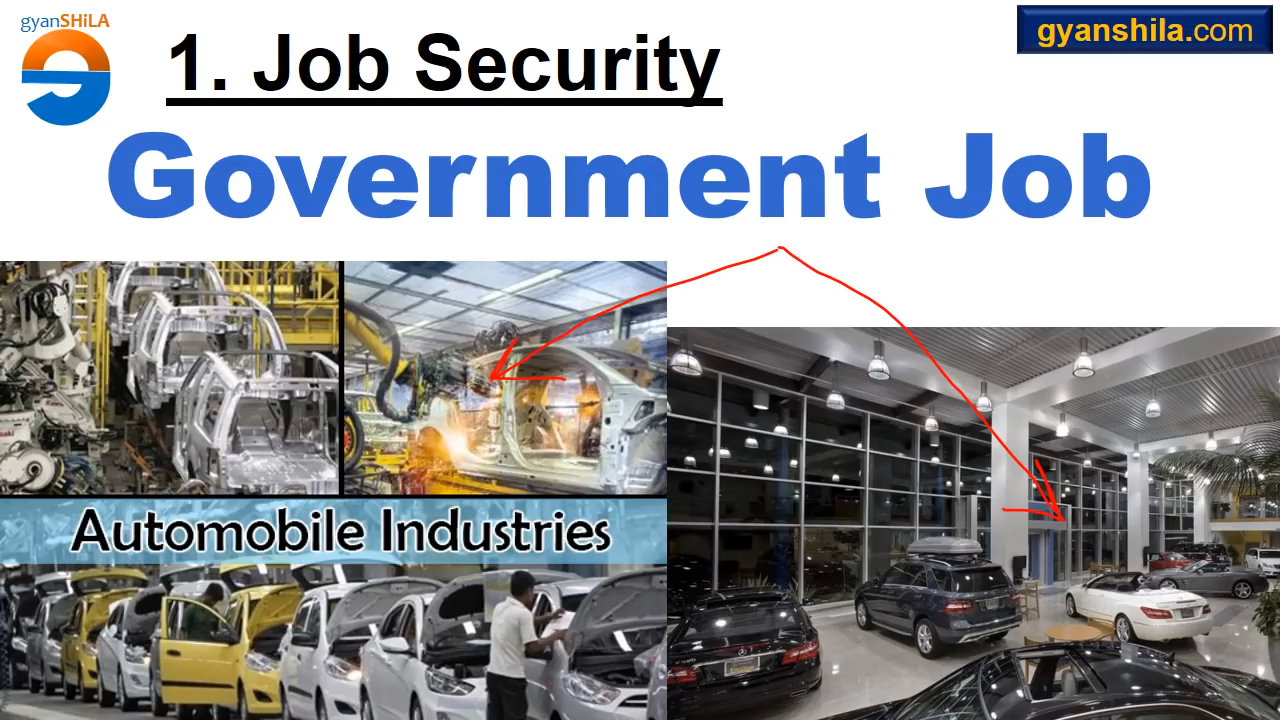 gyanSHiLA
gyanshila.com
1. Job Security
Government Job
Automobile Industries